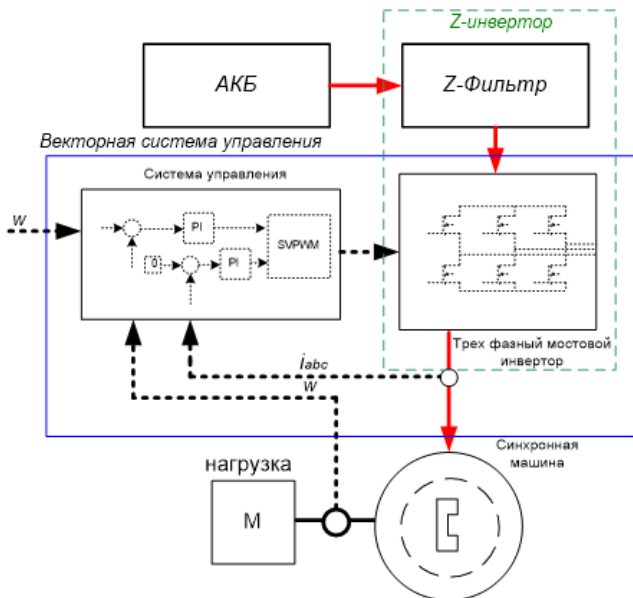 Z-инвертор
АКБ
Z-Фильтр
Векторная система управления
Система управления
w
PI
SVPWM
0
PI
Трех фазный мостовой
инвертор
iabc
w
Синхронная
машина
нагрузка
М